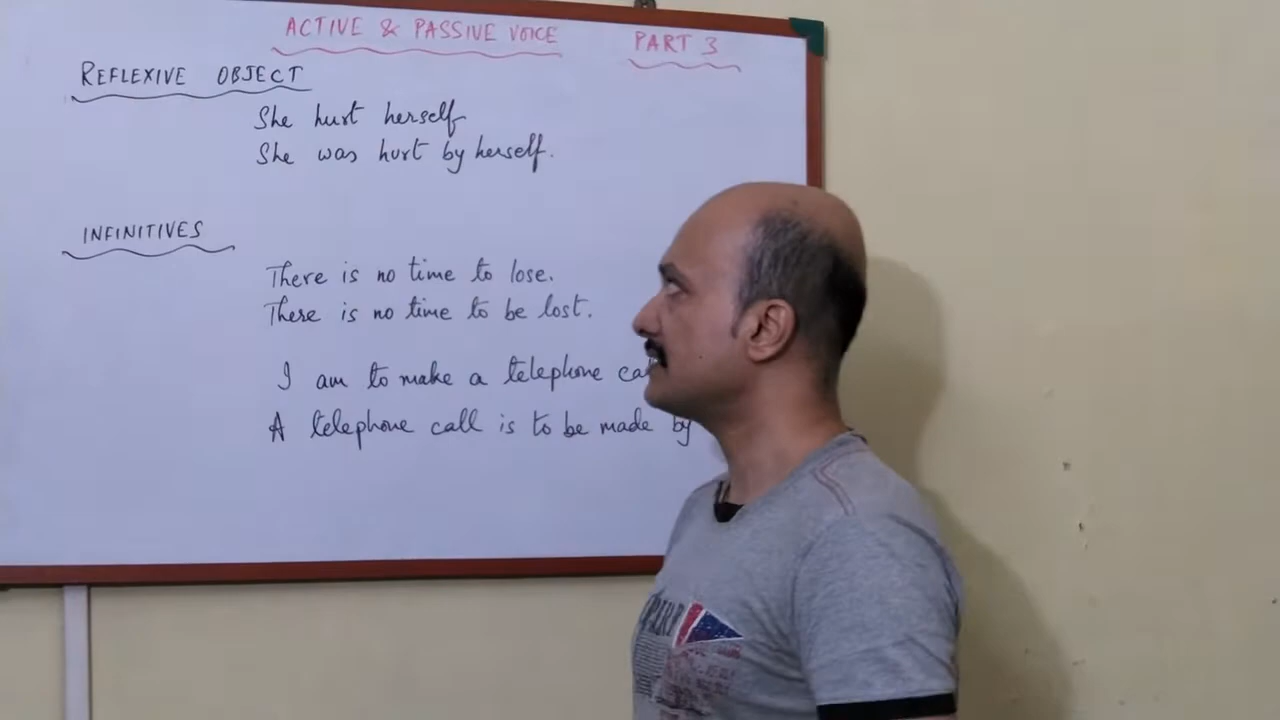 ACTIVE & PASSIVE VOICE PART 3
REFLEXIVE OBJECT
She hurt herself
She was hurt by herself.
INFINITIVES
There is no time to lose.
There is no time to be lost.
I am to make a telephone ca
A telephone call is to be made by